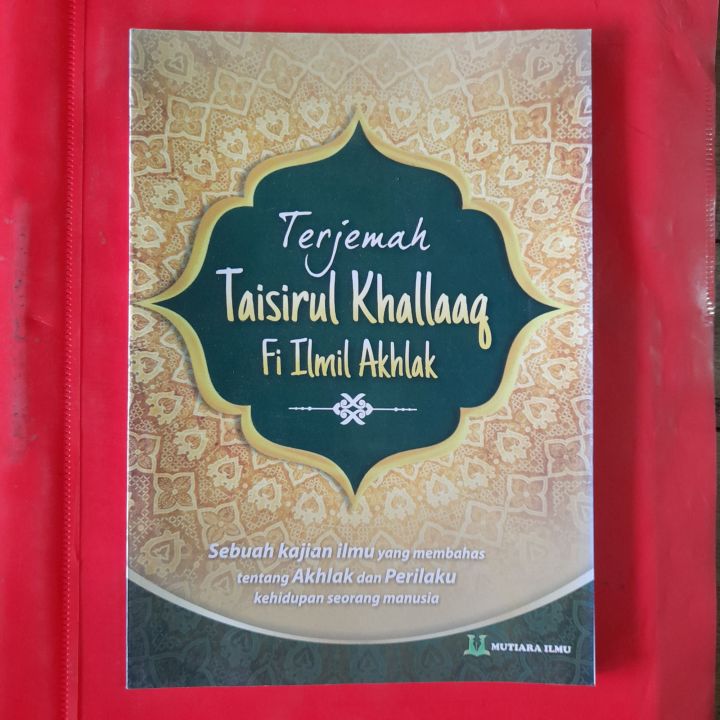 Terjemah
Taisirul Khallaaq
Fi Ilmil Akhlak
Sebuah kajian ilmu yang membahas
tentang Akhlak dan Perilaku
kehidupan seorang manusia
MUTIARA ILMU